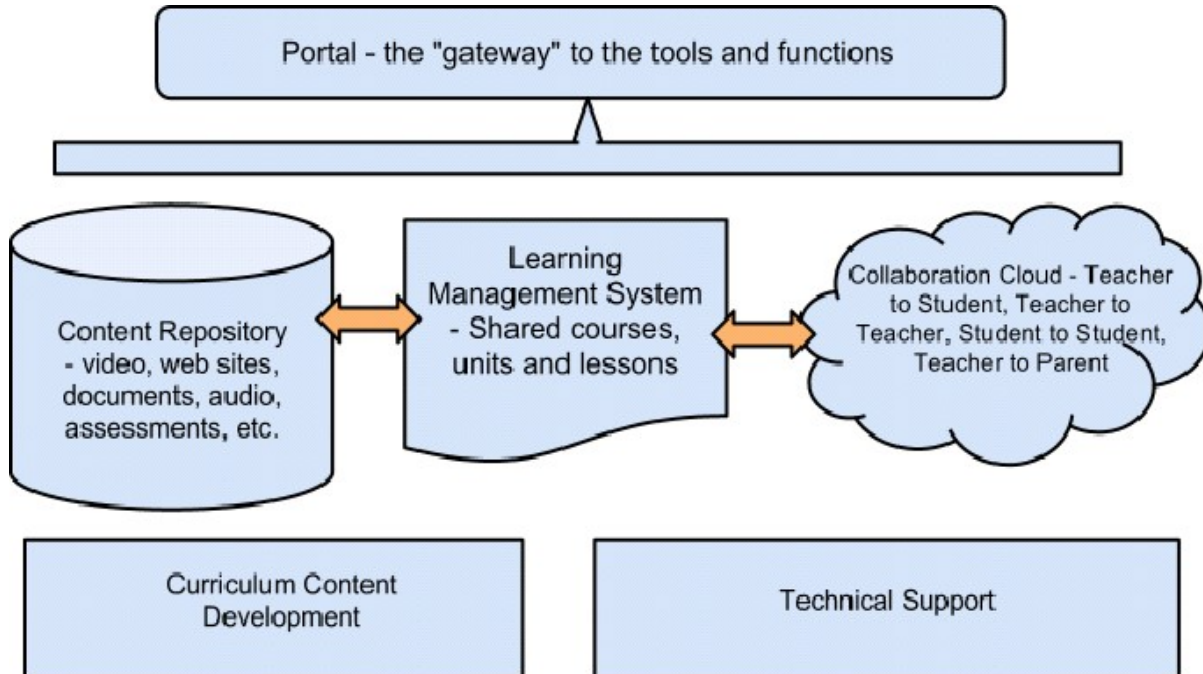 Portal - the "gateway" to the tools and functions
Content Repository
- video, web sites,
documents, audio,
assessments, etc.
Learning
Management System
- Shared courses,
units and lessons
Collaboration Cloud - Teacher
to Student, Teacher to
Teacher, Student to Student,
Teacher to Parent
Curriculum Content
Development
Technical Support